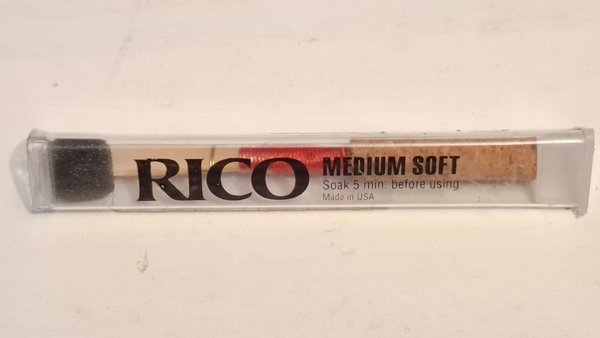 RICO
MEDIUM SOFT
Soak 5 min. before using
Made in USA